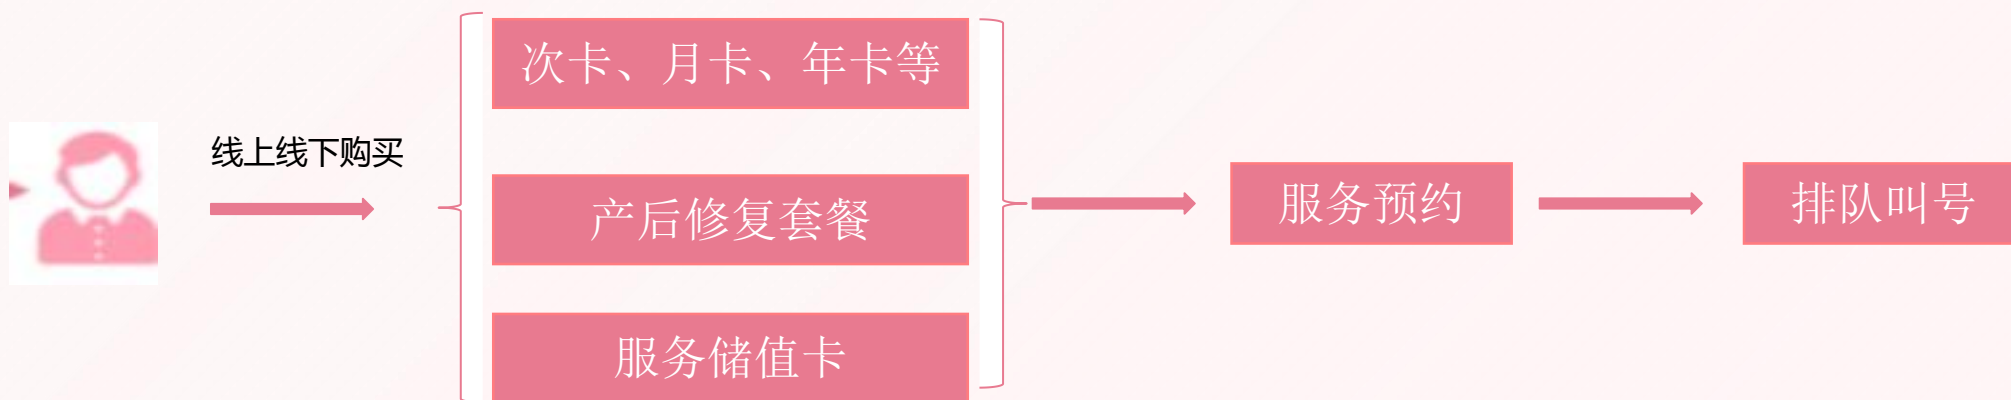 线上线下购买
次卡、月卡、年卡等
产后修复套餐
服务储值卡
服务预约
排队叫号